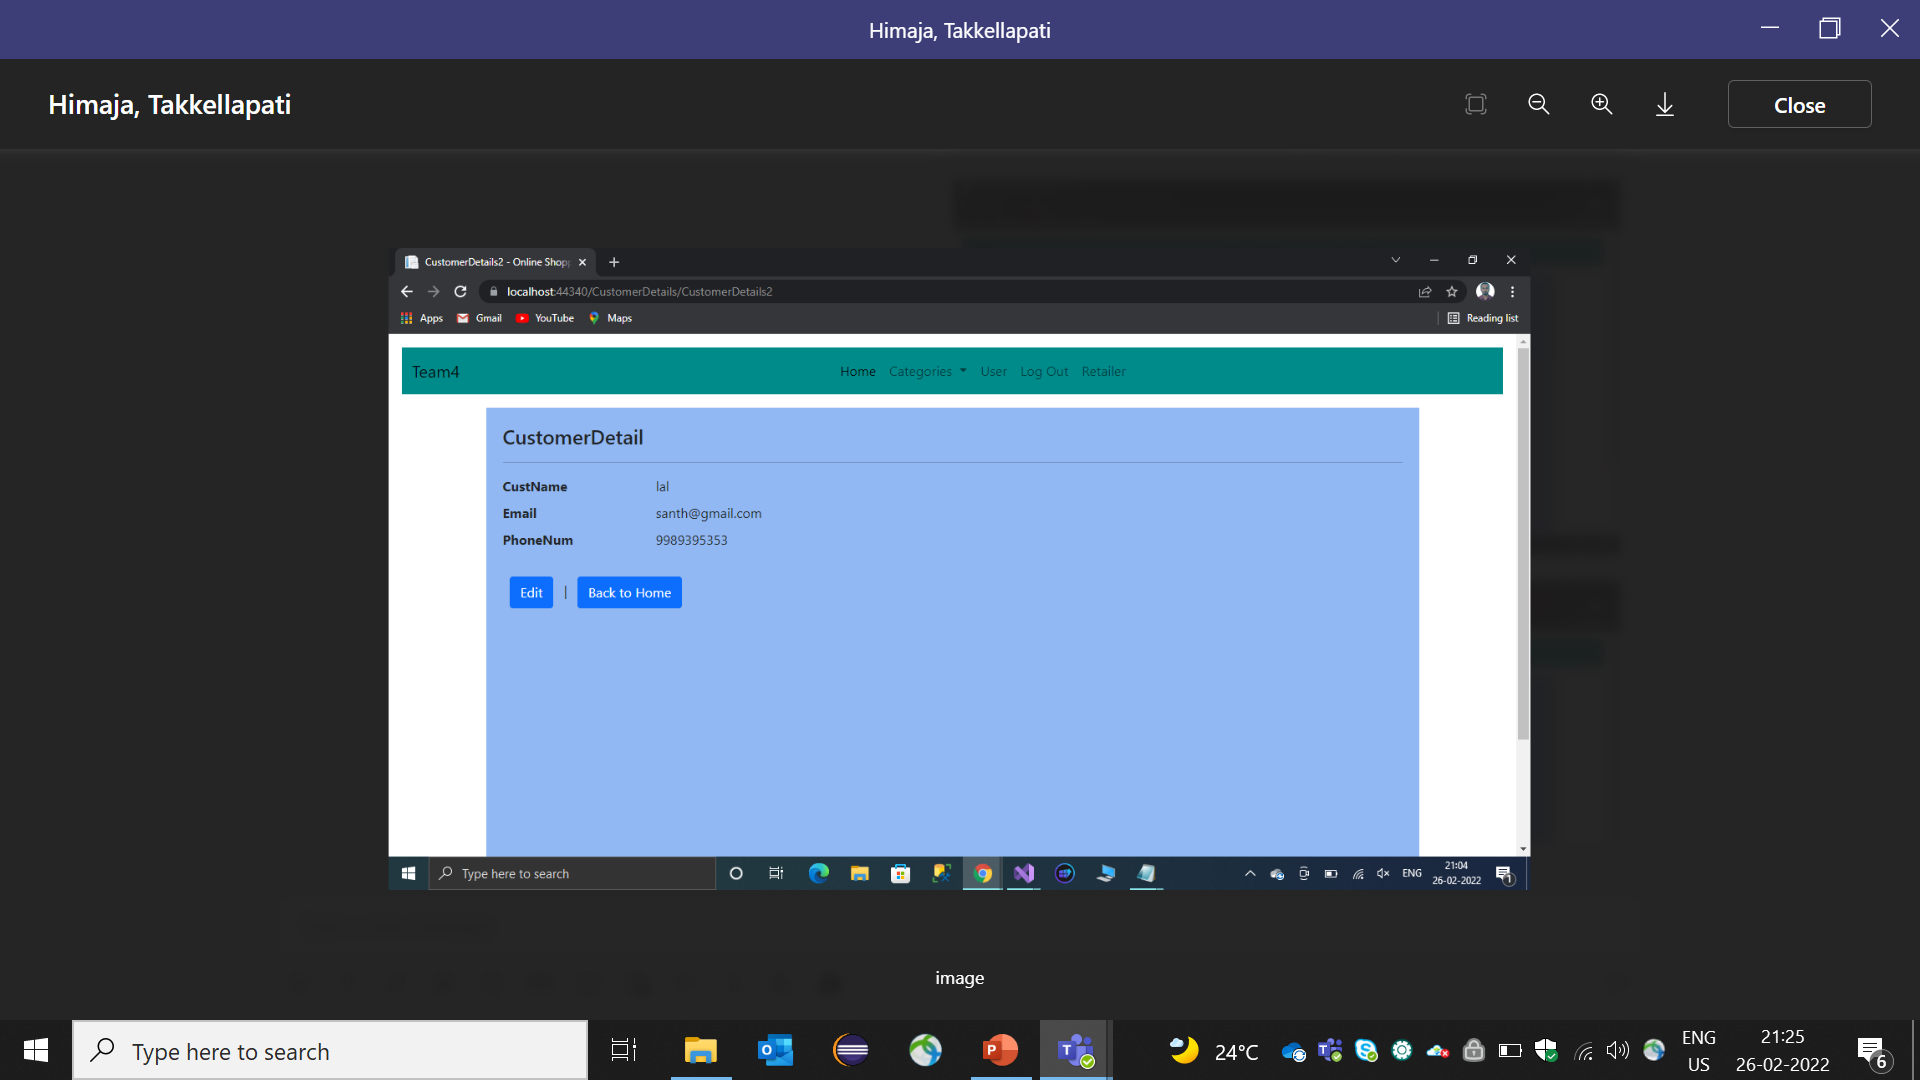 Himaja, Takkellapati
Himaja, Takkellapati
Close
CustomerDetails2 - Online Shopp
localhost:44340/CustomerDetails/CustomerDetails2
Apps Gmail YouTube Maps Reading list
Team4 Home Categories User Log Out Retailer
CustomerDetail
CustName lal
Email santh@gmail.com
PhoneNum 9989395353
Edit | Back to Home
Type here to search ENG 21:04
26-02-2022 1
image
Type here to search 24°C ENG 21:25
US 26-02-2022 6